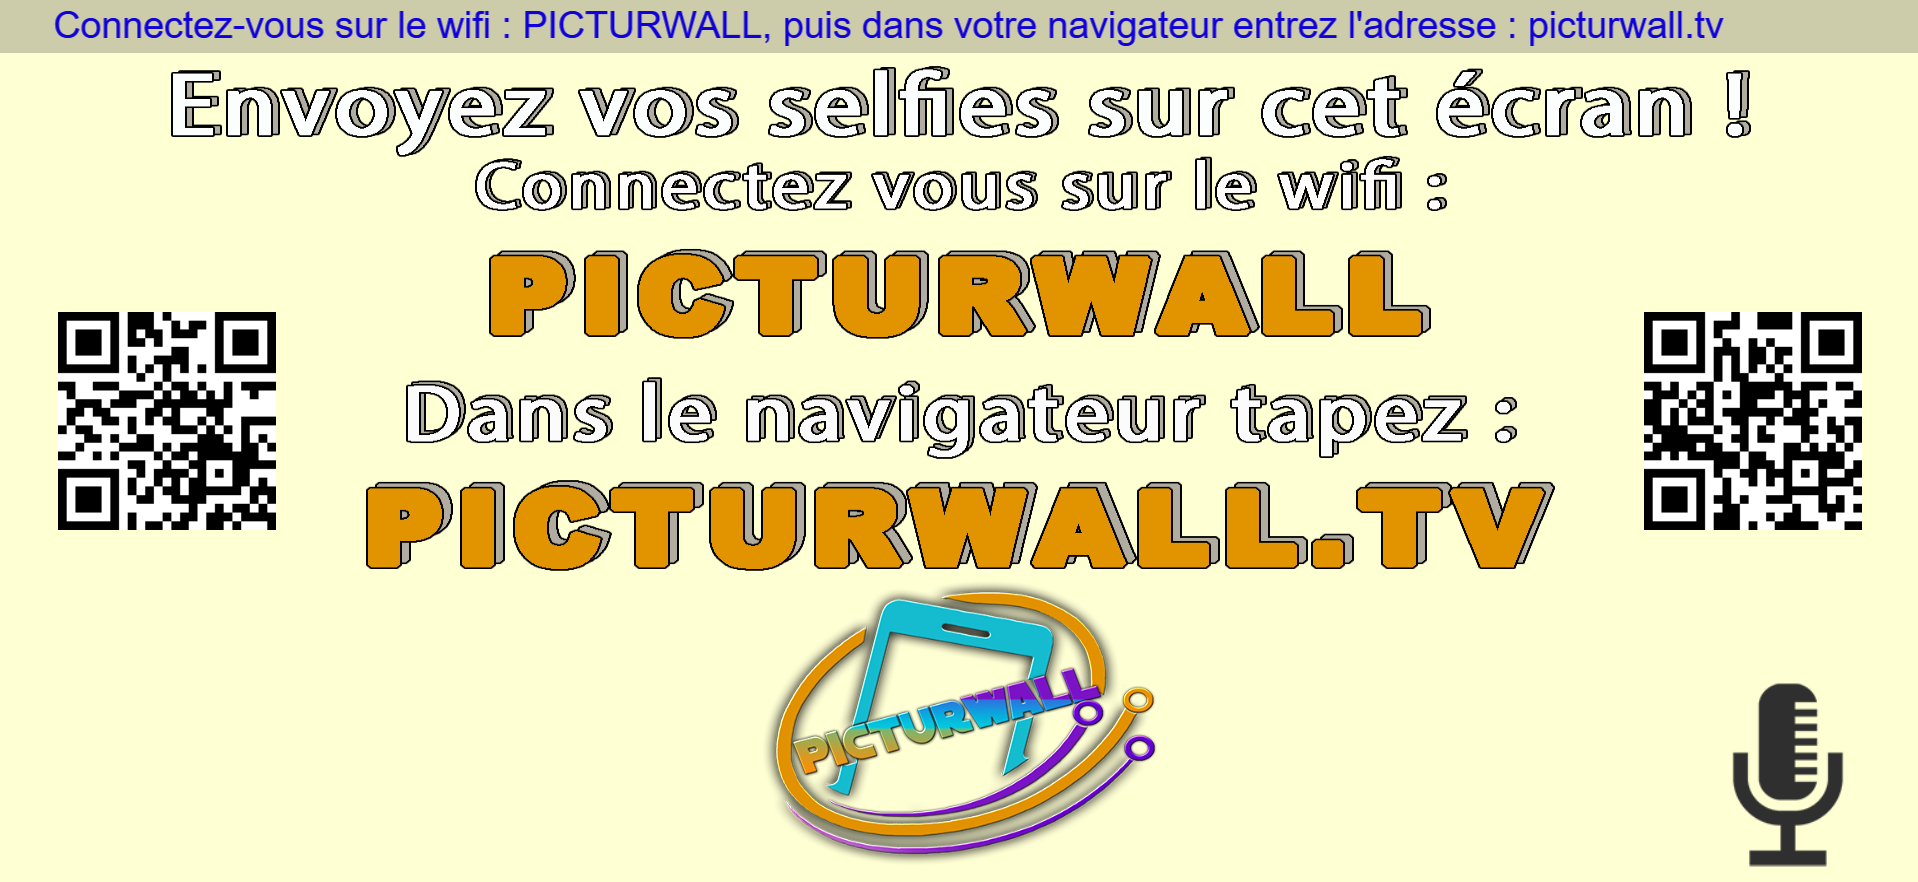 Connectez-vous sur le wifi : PICTURWALL, puis dans votre navigateur entrez l'adresse : picturwall.tv
Envoyez vos selfies sur cet écran !
Connectez vous sur le wifi :
PICTURWALL
Dans le navigateur tapez :
PICTURWALL.TV
PICTURWALL